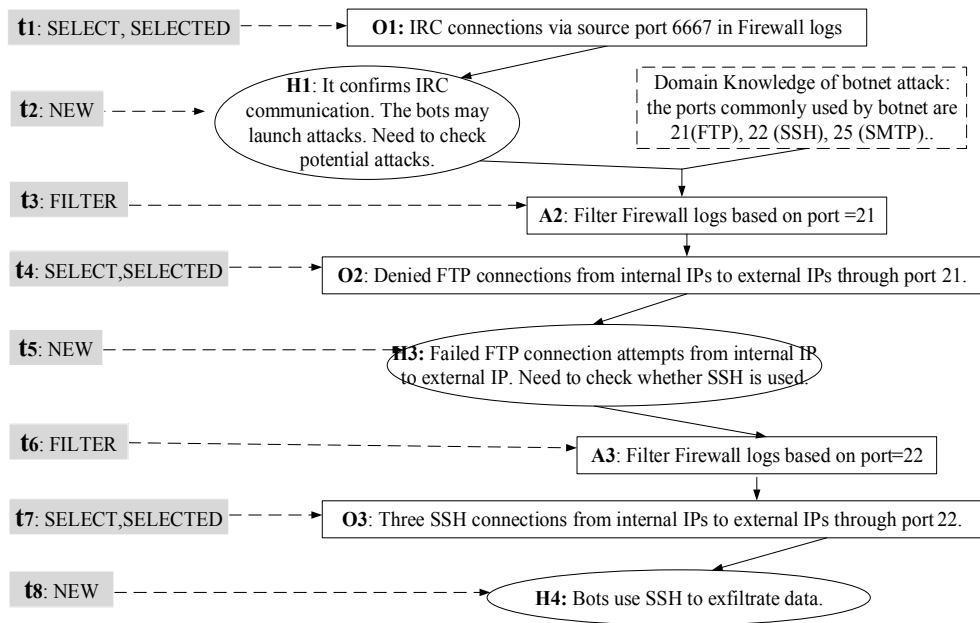 t1: SELECT, SELECTED
O1: IRC connections via source port 6667 in Firewall logs
t2: NEW
H1: It confirms IRC
communication. The bots may
launch attacks. Need to check
potential attacks.
Domain Knowledge of botnet attack:
the ports commonly used by botnet are
21(FTP), 22 (SSH), 25 (SMTP)..
t3: FILTER
A2: Filter Firewall logs based on port =21
t4: SELECT,SELECTED
O2: Denied FTP connections from internal IPs to external IPs through port 21.
t5: NEW
H3: Failed FTP connection attempts from internal IP
to external IP. Need to check whether SSH is used.
t6: FILTER
A3: Filter Firewall logs based on port=22
t7: SELECT,SELECTED
O3: Three SSH connections from internal IPs to external IPs through port 22.
t8: NEW
H4: Bots use SSH to exfiltrate data.